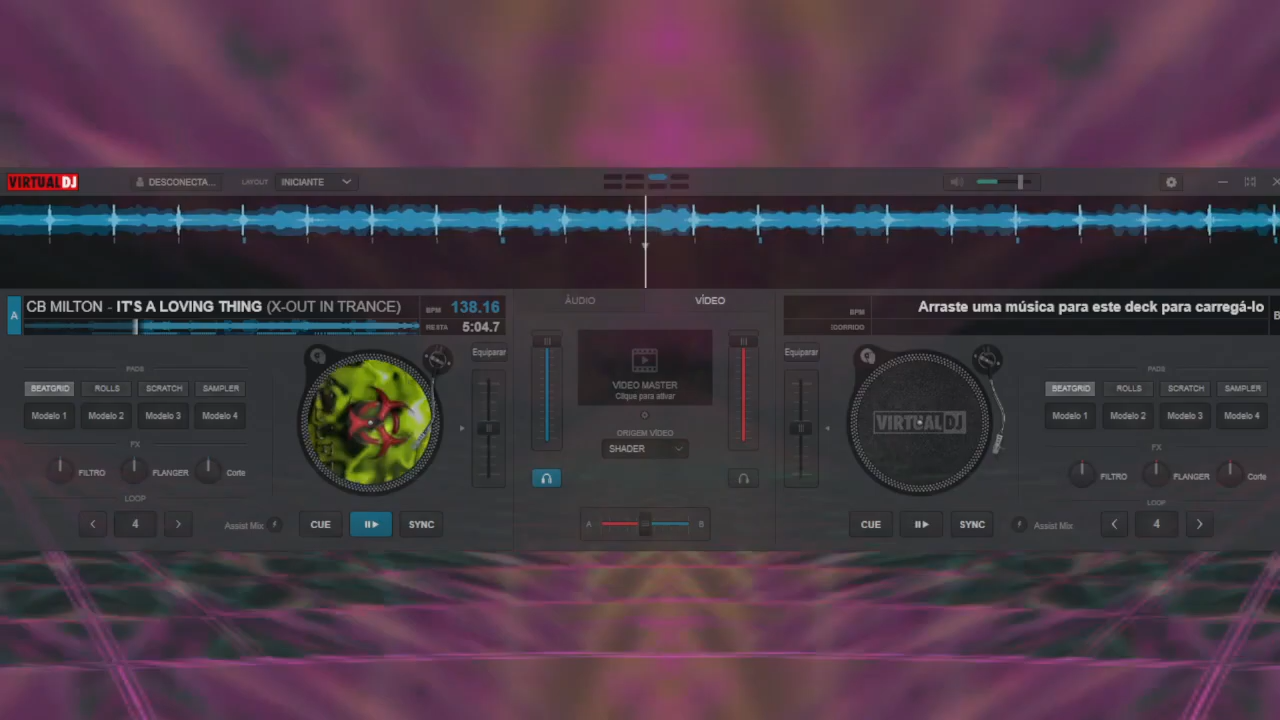 VIRTUALDJ DESCONECTA... LAYOUT INICIANTE
A CB MILTON - IT'S A LOVING THING (X-OUT IN TRANCE) BPM 138.16
RESTA 5:04.7
ÁUDIO VÍDEO
BPM Arraste uma música para este deck para carregá-lo B
(C)ORRIDO
Equiparar
PADS
BEATGRID ROLLS SCRATCH SAMPLER
Modelo 1 Modelo 2 Modelo 3 Modelo 4
FX
FILTRO FLANGER Corte
LOOP
4 Assist Mix CUE SYNC
VÍDEO MASTER
Clique para ativar
ORIGEM VÍDEO
SHADER
A B
Equiparar
VIRTUALDJ
PADS
BEATGRID ROLLS SCRATCH SAMPLER
Modelo 1 Modelo 2 Modelo 3 Modelo 4
FX
FILTRO FLANGER Corte
LOOP
CUE SYNC Assist Mix 4